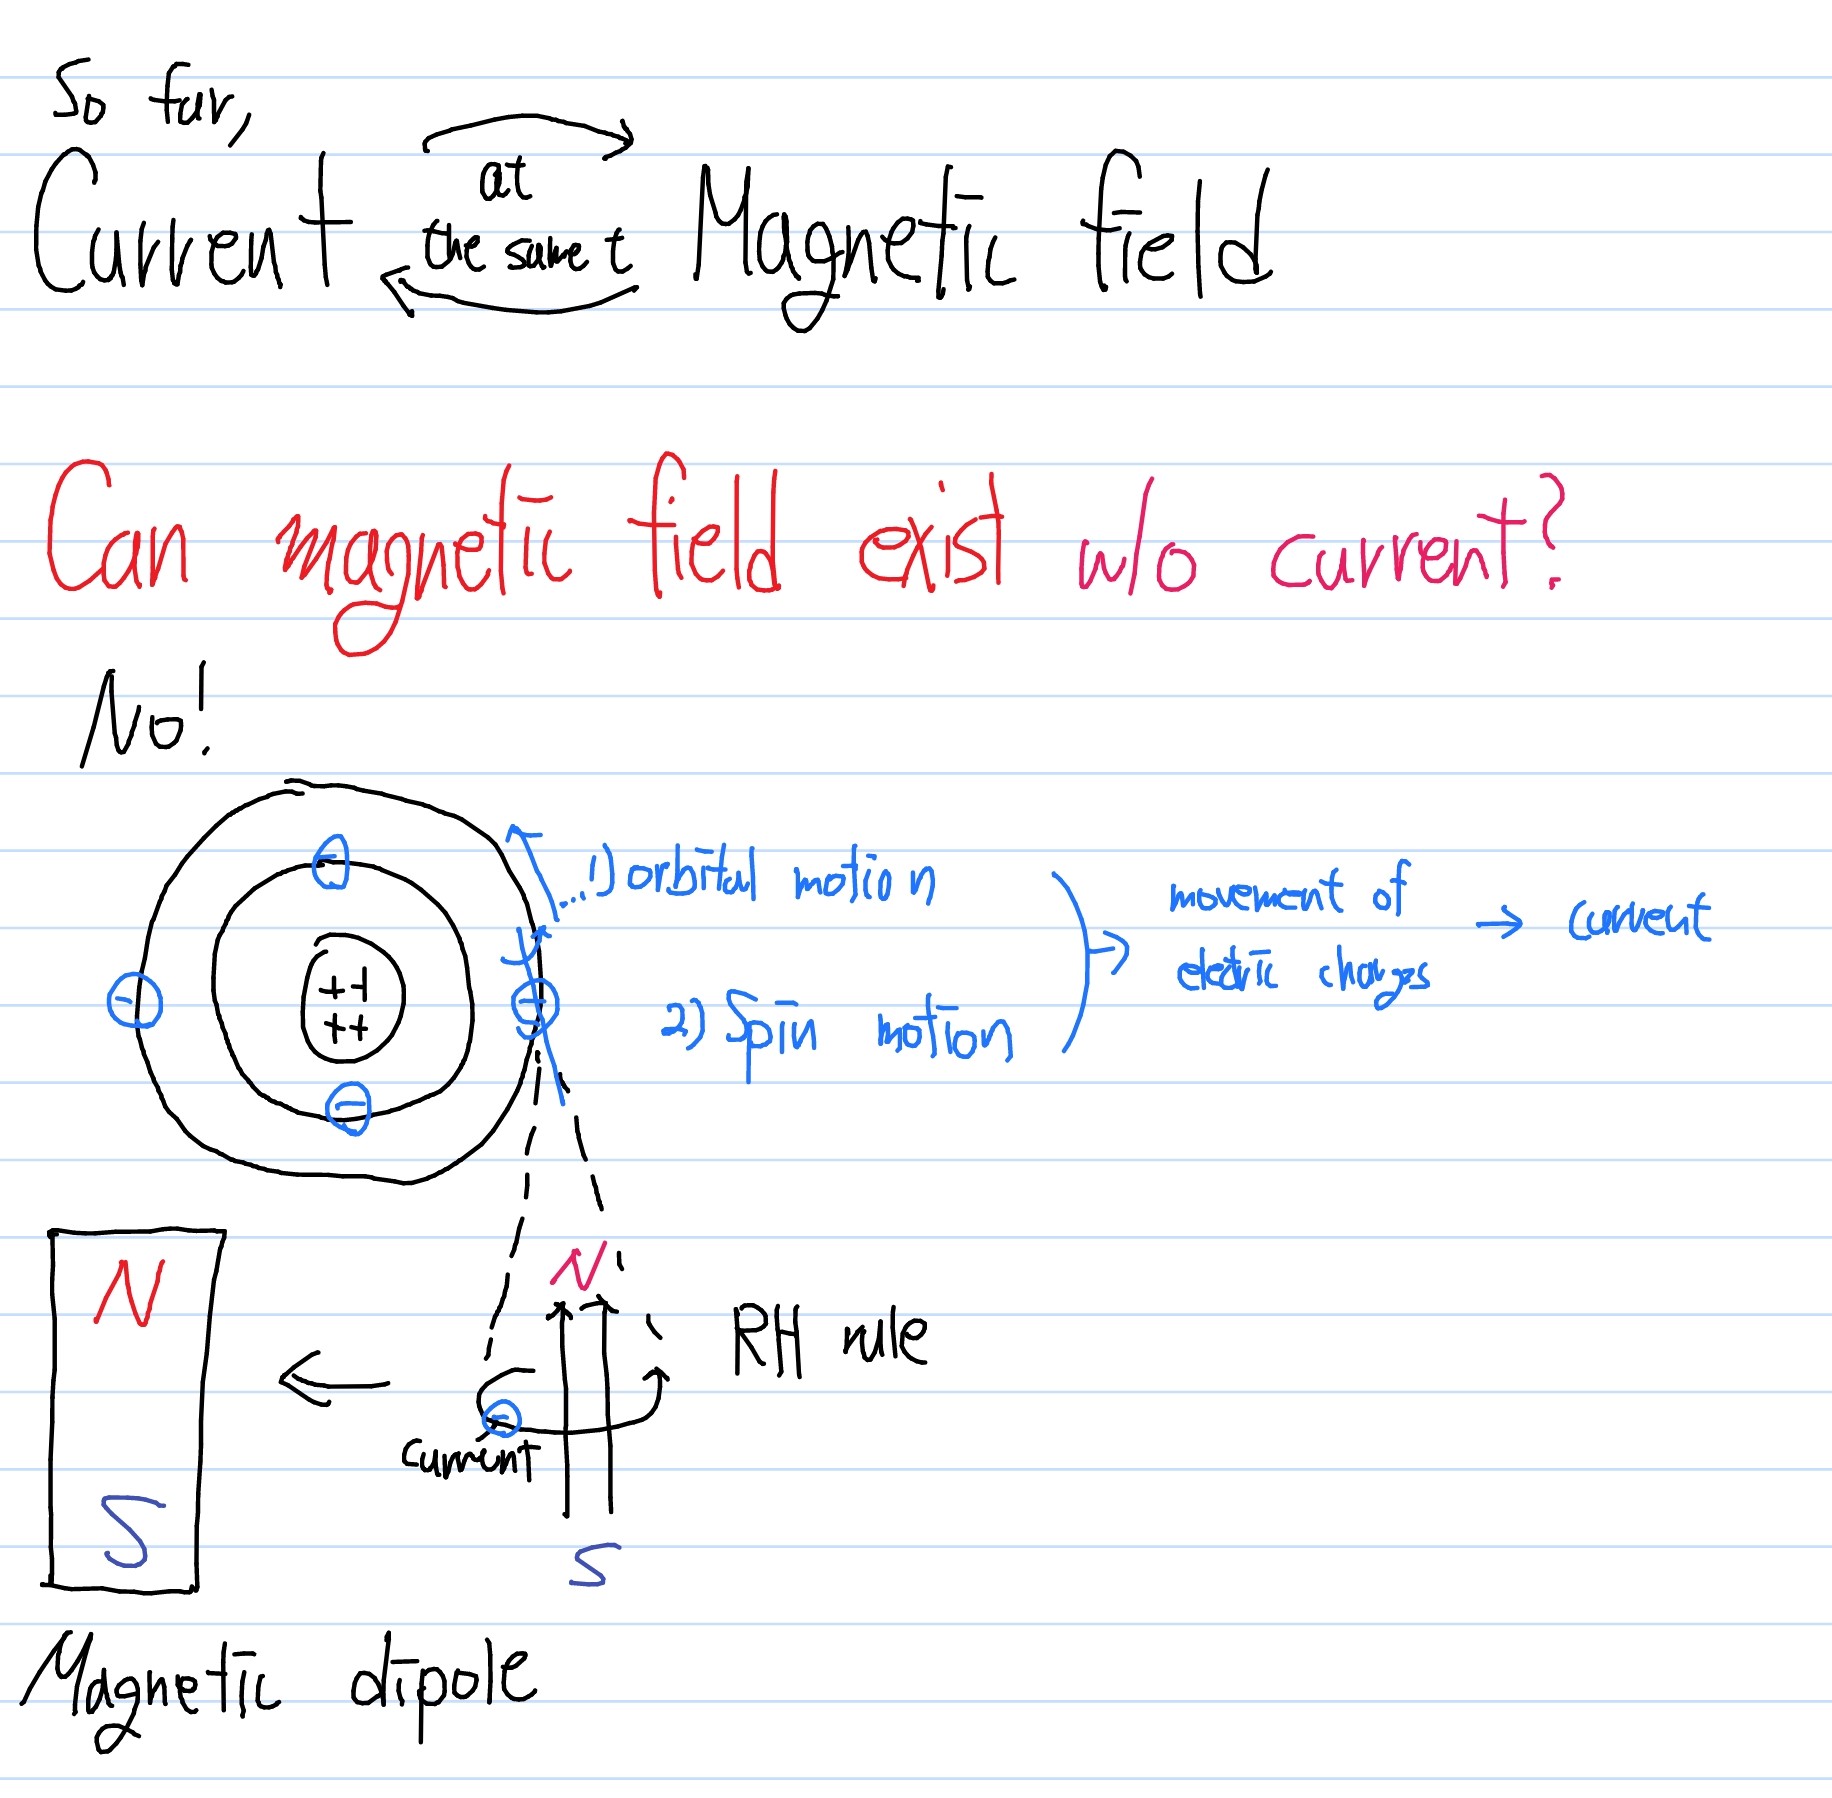 So far,
Current at the same t Magnetic field
Can magnetic field exist w/o current?
No!
1) orbital motion
2) Spin motion
movement of
electric charges
→ current
-
-
-
++
++
N
S
N
RH rule
-
current
S
Magnetic dipole